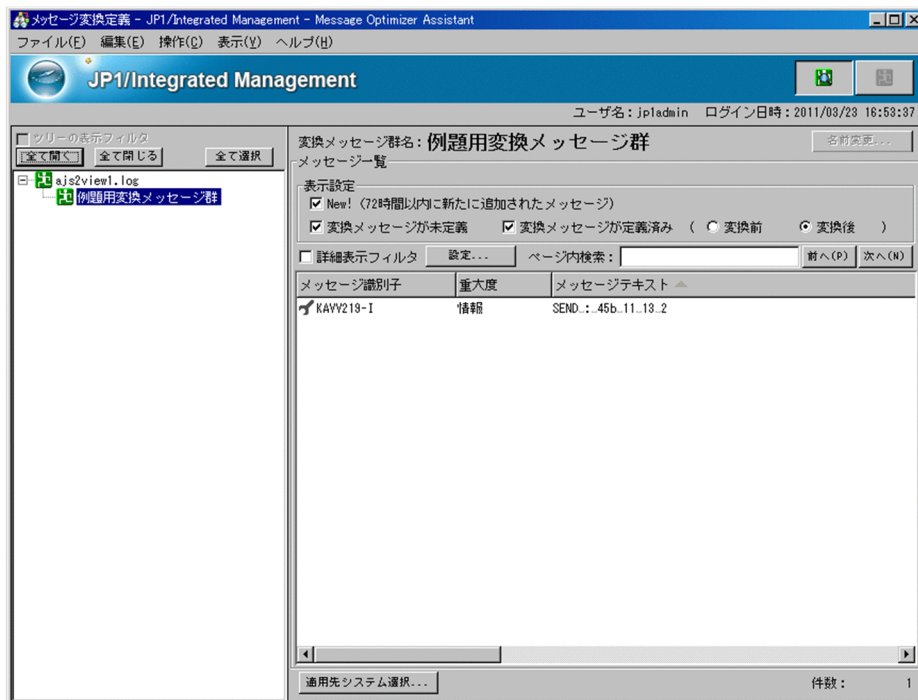 メッセージ変換定義 - JP1/Integrated Management - Message Optimizer Assistant
ファイル(F) 編集(E) 操作(O) 表示(V) ヘルプ(H)
JP1/Integrated Management
ユーザ名：jp1admin ログイン日時：2011/03/23 16:53:37
ツリーの表示フィルタ
全て開く 全て閉じる 全て選択
ajs2view1.log
例題用変換メッセージ群
変換メッセージ群名：例題用変換メッセージ群 名前変更...
メッセージ一覧
表示設定
New!（72時間以内に新たに追加されたメッセージ）
変換メッセージが未定義 変換メッセージが定義済み （ 変換前 変換後 ）
詳細表示フィルタ 設定... ページ内検索： 前へ(P) 次へ(N)
メッセージ識別子 重大度 メッセージテキスト
KAVV219-I 情報 SEND…:…45b…11…13…2
適用先システム選択... 件数： 1